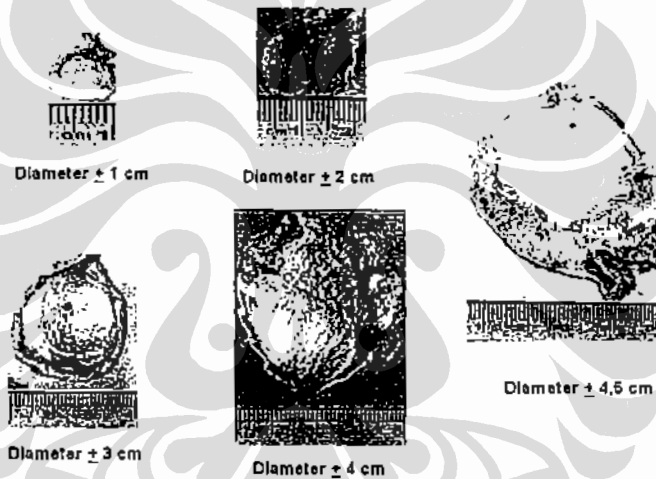 Diameter ± 1 cm
Diameter ± 2 cm
Diameter ± 4,5 cm
Diameter ± 3 cm
Diameter ± 4 cm